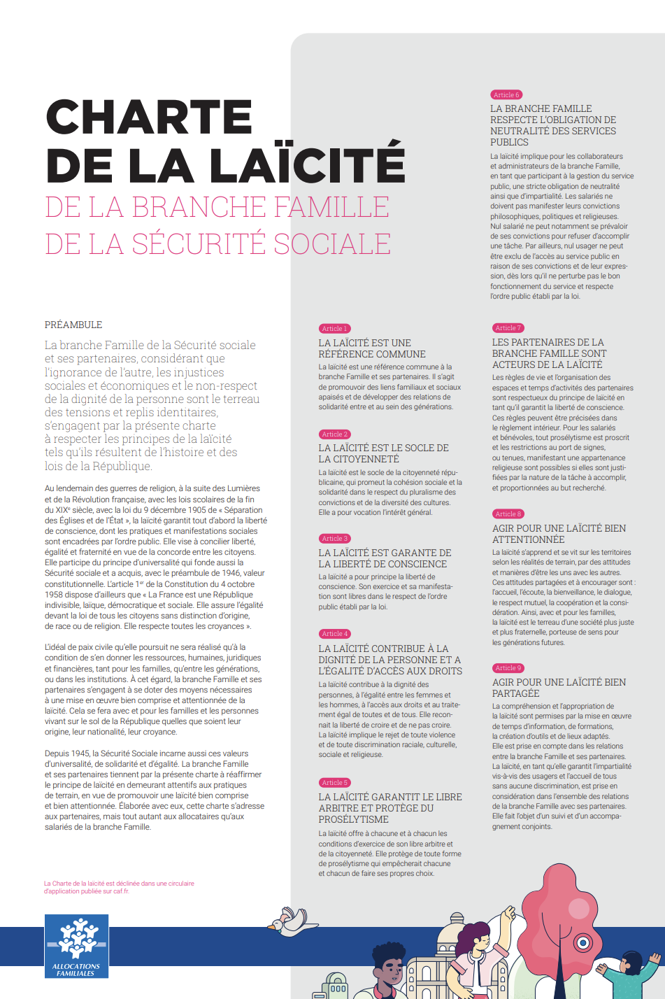 CHARTE
DE LA LAÏCITÉ
DE LA BRANCHE FAMILLE
DE LA SÉCURITÉ SOCIALE
PRÉAMBULE
La branche Famille de la Sécurité sociale
et ses partenaires, considérant que
l'ignorance de l'autre, les injustices
sociales et économiques et le non-respect
de la dignité de la personne sont le terreau
des tensions et replis identitaires,
s'engagent par la présente charte
à respecter les principes de la laïcité
tels qu'ils résultent de l'histoire et des
lois de la République.
Au lendemain des guerres de religion, à la suite des Lumières
et de la Révolution française, avec les lois scolaires de la fin
du XIXe siècle, avec la loi du 9 décembre 1905 de « Séparation
des Églises et de l'État », la laïcité garantit tout d'abord la liberté
de conscience, dont les pratiques et manifestations sociales
sont encadrées par l'ordre public. Elle vise à concilier liberté,
égalité et fraternité en vue de la concorde entre les citoyens.
Elle participe du principe d'universalité qui fonde aussi la
Sécurité sociale et a acquis, avec le préambule de 1946, valeur
constitutionnelle. L'article 1er de la Constitution du 4 octobre
1958 dispose d'ailleurs que « La France est une République
indivisible, laïque, démocratique et sociale. Elle assure l'égalité
devant la loi de tous les citoyens sans distinction d'origine,
de race ou de religion. Elle respecte toutes les croyances ».
L'idéal de paix civile qu'elle poursuit ne sera réalisé qu'à la
condition de s'en donner les ressources, humaines, juridiques
et financières, tant pour les familles, qu'entre les générations,
ou dans les institutions. À cet égard, la branche Famille et ses
partenaires s'engagent à se doter des moyens nécessaires
à une mise en œuvre bien comprise et attentionnée de la
laïcité. Cela se fera avec et pour les familles et les personnes
vivant sur le sol de la République quelles que soient leur
origine, leur nationalité, leur croyance.
Depuis 1945, la Sécurité Sociale incarne aussi ces valeurs
d'universalité, de solidarité et d'égalité. La branche Famille
et ses partenaires tiennent par la présente charte à réaffirmer
le principe de laïcité en demeurant attentifs aux pratiques
de terrain, en vue de promouvoir une laïcité bien comprise
et bien attentionnée. Élaborée avec eux, cette charte s'adresse
aux partenaires, mais tout autant aux allocataires qu'aux
salariés de la branche Famille.
La Charte de la laïcité est déclinée dans une circulaire
d'application publiée sur caf.fr.
ALLOCATIONS
FAMILIALES
Article 1
LA LAÏCITÉ EST UNE
RÉFÉRENCE COMMUNE
La laïcité est une référence commune à la
branche Famille et ses partenaires. Il s'agit
de promouvoir des liens familiaux et sociaux
apaisés et de développer des relations de
solidarité entre et au sein des générations.
Article 2
LA LAÏCITÉ EST LE SOCLE DE
LA CITOYENNETÉ
La laïcité est le socle de la citoyenneté répu-
blicaine, qui promeut la cohésion sociale et la
solidarité dans le respect du pluralisme des
convictions et de la diversité des cultures.
Elle a pour vocation l'intérêt général.
Article 3
LA LAÏCITÉ EST GARANTE DE
LA LIBERTÉ DE CONSCIENCE
La laïcité a pour principe la liberté de
conscience. Son exercice et sa manifesta-
tion sont libres dans le respect de l'ordre
public établi par la loi.
Article 4
LA LAÏCITÉ CONTRIBUE À LA
DIGNITÉ DE LA PERSONNE ET A
L'ÉGALITÉ D'ACCÈS AUX DROITS
La laïcité contribue à la dignité des
personnes, à l'égalité entre les femmes et
les hommes, à l'accès aux droits et au traite-
ment égal de toutes et de tous. Elle recon-
nait la liberté de croire et de ne pas croire.
La laïcité implique le rejet de toute violence
et de toute discrimination raciale, culturelle,
sociale et religieuse.
Article 5
LA LAÏCITÉ GARANTIT LE LIBRE
ARBITRE ET PROTÈGE DU
PROSÉLYTISME
La laïcité offre à chacune et à chacun les
conditions d'exercice de son libre arbitre et
de la citoyenneté. Elle protège de toute forme
de prosélytisme qui empêcherait chacune
et chacun de faire ses propres choix.
Article 6
LA BRANCHE FAMILLE
RESPECTE L'OBLIGATION DE
NEUTRALITÉ DES SERVICES
PUBLICS
La laïcité implique pour les collaborateurs
et administrateurs de la branche Famille,
en tant que participant à la gestion du service
public, une stricte obligation de neutralité
ainsi que d'impartialité. Les salariés ne
doivent pas manifester leurs convictions
philosophiques, politiques et religieuses.
Nul salarié ne peut notamment se prévaloir
de ses convictions pour refuser d'accomplir
une tâche. Par ailleurs, nul usager ne peut
être exclu de l'accès au service public en
raison de ses convictions et de leur expres-
sion, dès lors qu'il ne perturbe pas le bon
fonctionnement du service et respecte
l'ordre public établi par la loi.
Article 7
LES PARTENAIRES DE LA
BRANCHE FAMILLE SONT
ACTEURS DE LA LAÏCITÉ
Les règles de vie et l'organisation des
espaces et temps d'activités des partenaires
sont respectueux du principe de laïcité en
tant qu'il garantit la liberté de conscience.
Ces règles peuvent être précisées dans
le règlement intérieur. Pour les salariés
et bénévoles, tout prosélytisme est proscrit
et les restrictions au port de signes,
ou tenues, manifestant une appartenance
religieuse sont possibles si elles sont justi-
fiées par la nature de la tâche à accomplir,
et proportionnées au but recherché.
Article 8
AGIR POUR UNE LAÏCITÉ BIEN
ATTENTIONNÉE
La laïcité s'apprend et se vit sur les territoires
selon les réalités de terrain, par des attitudes
et manières d'être les uns avec les autres.
Ces attitudes partagées et à encourager sont :
l'accueil, l'écoute, la bienveillance, le dialogue,
le respect mutuel, la coopération et la consi-
dération. Ainsi, avec et pour les familles,
la laïcité est le terreau d'une société plus juste
et plus fraternelle, porteuse de sens pour
les générations futures.
Article 9
AGIR POUR UNE LAÏCITÉ BIEN
PARTAGÉE
La compréhension et l'appropriation de
la laïcité sont permises par la mise en œuvre
de temps d'information, de formations,
la création d'outils et de lieux adaptés.
Elle est prise en compte dans les relations
entre la branche Famille et ses partenaires.
La laïcité, en tant qu'elle garantit l'impartialité
vis-à-vis des usagers et l'accueil de tous
sans aucune discrimination, est prise en
considération dans l'ensemble des relations
de la branche Famille avec ses partenaires.
Elle fait l'objet d'un suivi et d'un accompa-
gnement conjoints.